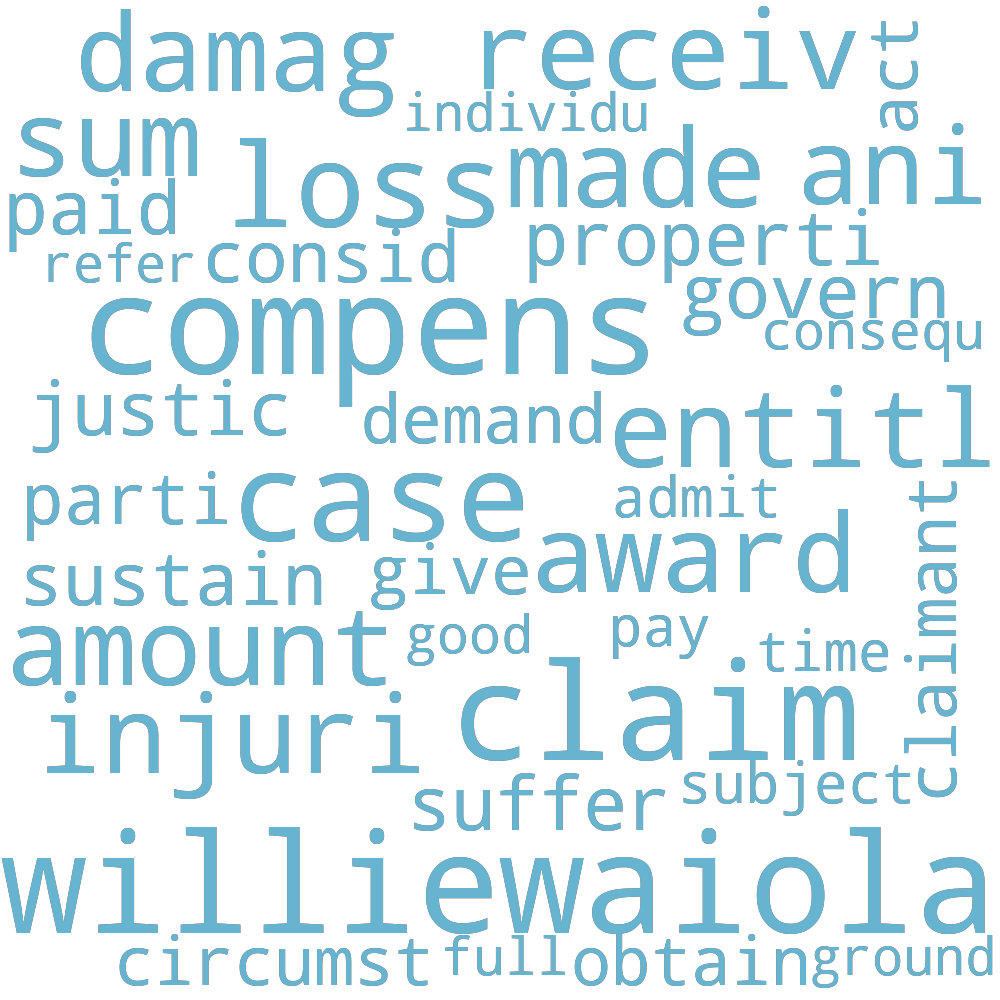 damag receiv act
individu
sum loss made ani
paid properti
refer consid govern
compens consequ
justic demand entitl
parti case admit claimant
sustain give award
amount good pay time
injuri claim
suffer subject
williewaiola
circumst full obtain ground